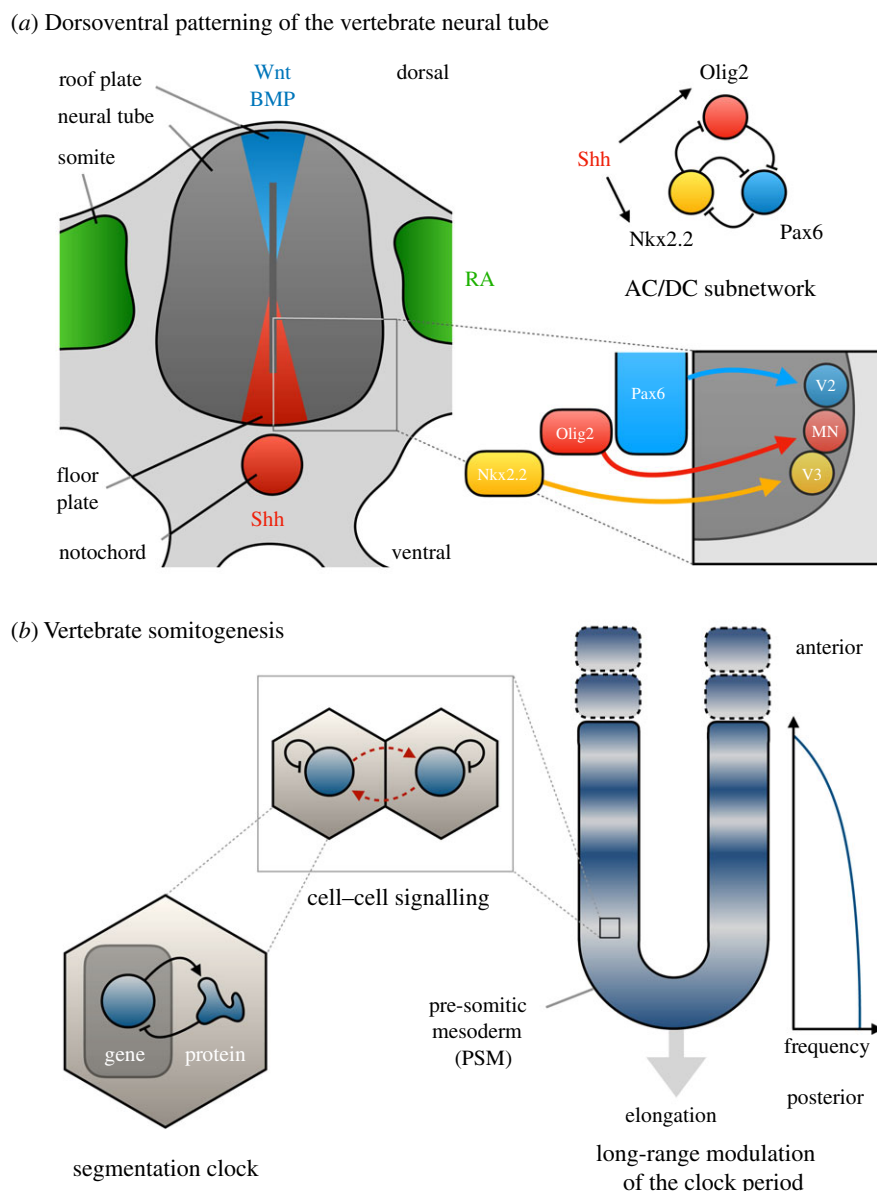 (a) Dorsoventral patterning of the vertebrate neural tube
roof plate
neural tube
somite
Wnt
BMP
dorsal
RA
floor
plate
notochord
Shh
ventral
Olig2
Shh
Nkx2.2
Pax6
AC/DC subnetwork
Pax6
Olig2
Nkx2.2
V2
MN
V3
(b) Vertebrate somitogenesis
cell–cell signalling
gene
protein
segmentation clock
anterior
pre-somitic
mesoderm
(PSM)
frequency
posterior
elongation
long-range modulation
of the clock period